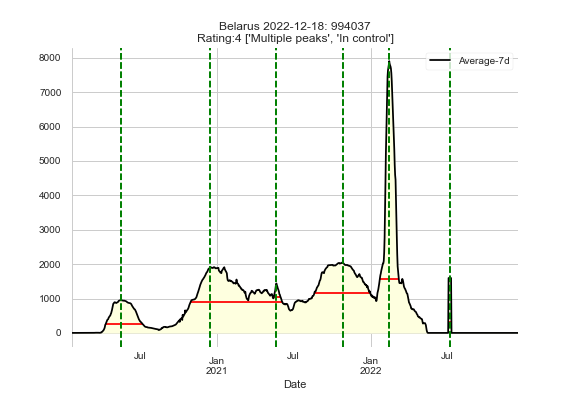 Belarus 2022-12-18: 994037
Rating:4 ['Multiple peaks', 'In control']
Average-7d
8000
7000
6000
5000
4000
3000
2000
1000
0
Jul
Jan
2021
Jul
Jan
2022
Jul
Date